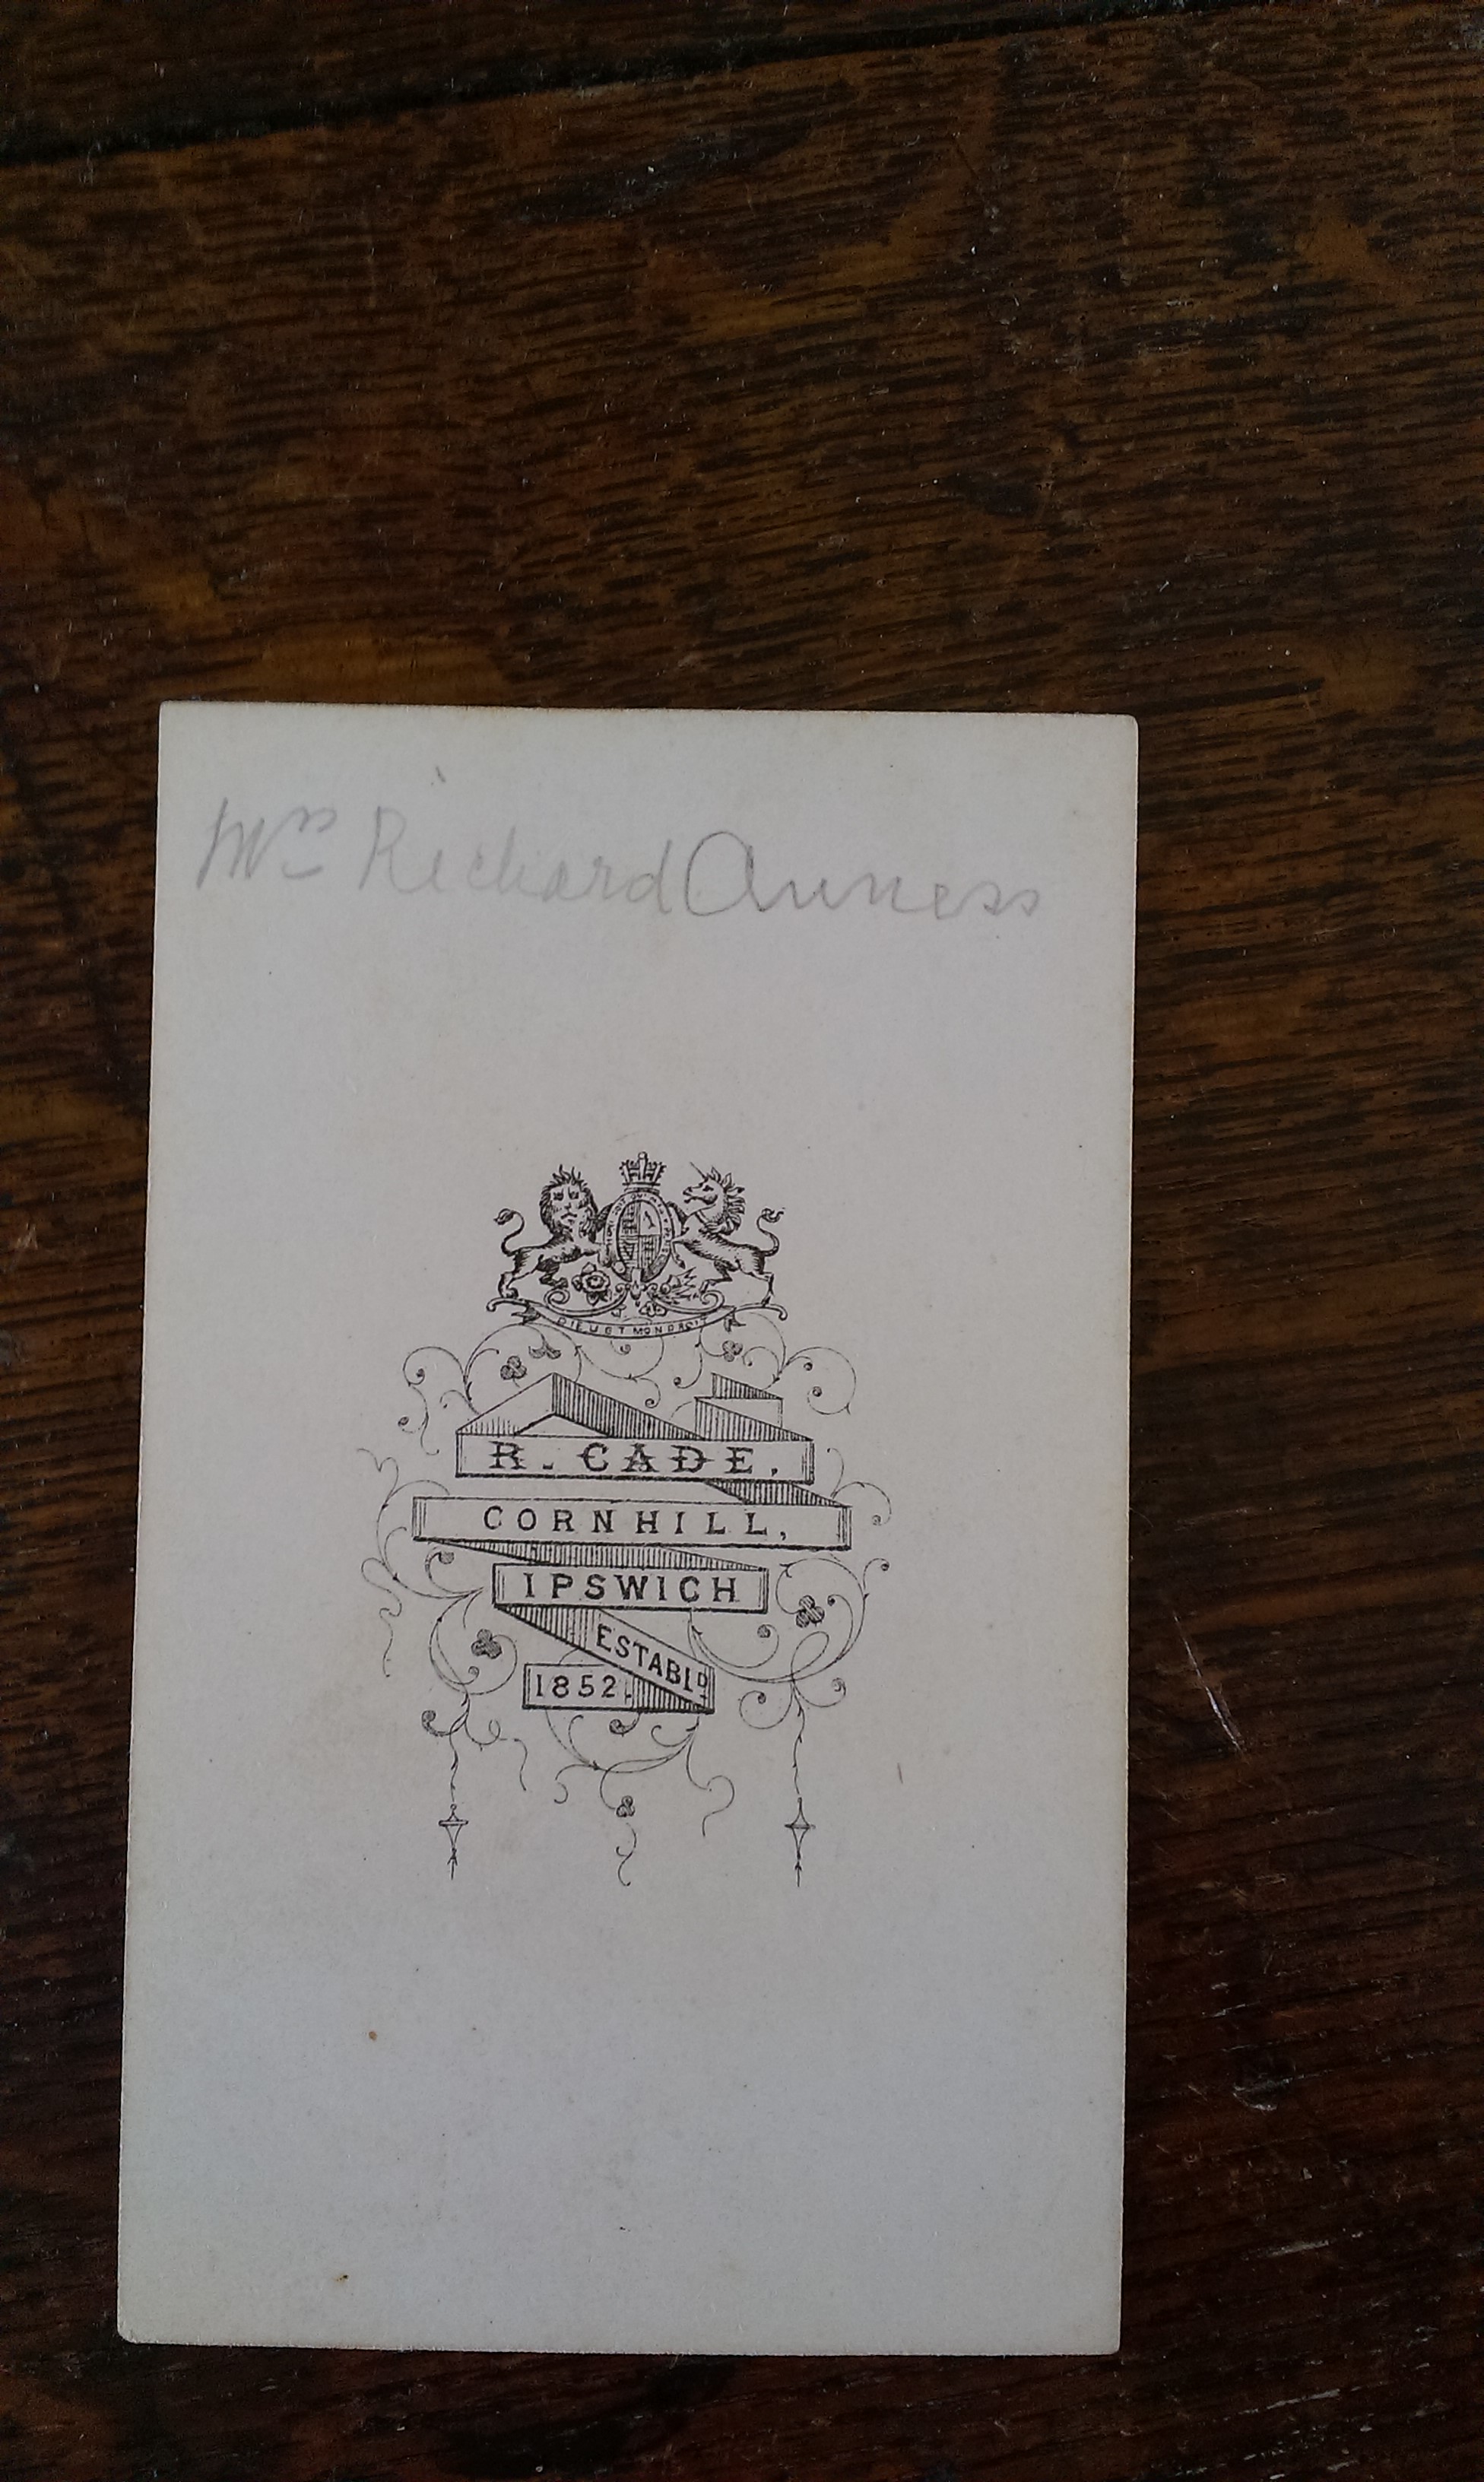 Mrs Richard Anness
DIEU ET MON DROIT
R. CADE.
CORNHILL,
IPSWICH
ESTABLD
1852.